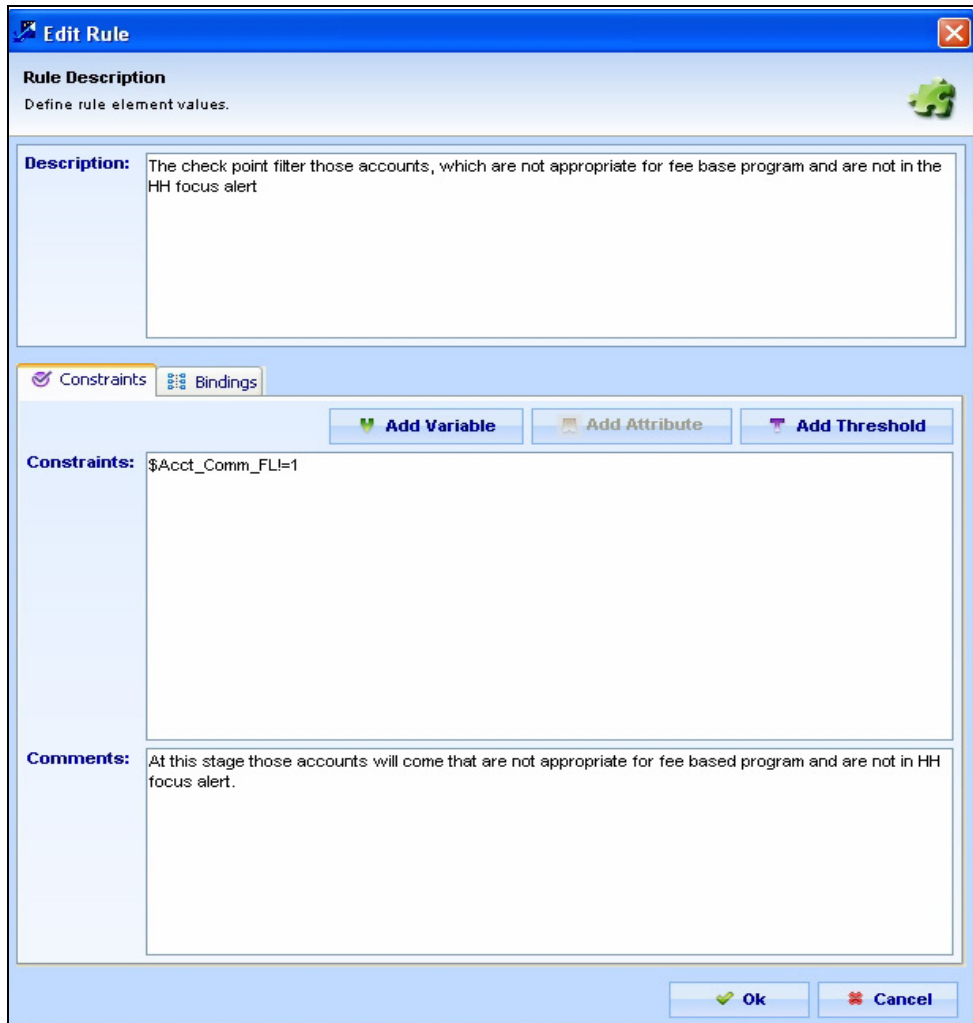 Edit Rule
Rule Description
Define rule element values.
Description:
The check point filter those accounts, which are not appropriate for fee base program and are not in the
HH focus alert
Constraints
Bindings
Add Variable
Add Attribute
Add Threshold
Constraints:
$Acct_Comm_FL!=1
Comments:
At this stage those accounts will come that are not appropriate for fee based program and are not in HH
focus alert.
Ok
Cancel